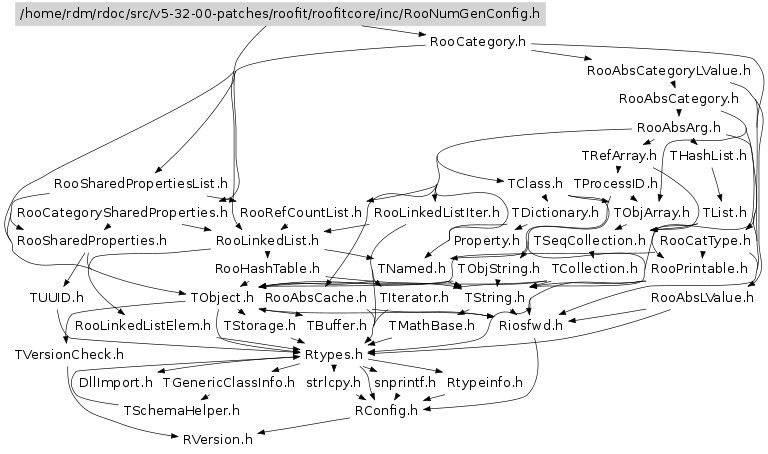 /home/rdm/rdoc/src/v5-32-00-patches/roofit/roofitcore/inc/RooNumGenConfig.h
RooCategory.h
RooAbsCategoryLValue.h
RooAbsCategory.h
RooAbsArg.h
TRefArray.h THashList.h
RooSharedPropertiesList.h TClass.h TProcessID.h
RooCategorySharedProperties.h RooRefCountList.h RooLinkedListIter.h TDictionary.h TObjArray.h TList.h
RooSharedProperties.h RooLinkedList.h Property.h TSeqCollection.h RooCatType.h
RooHashTable.h TNamed.h TObjString.h TCollection.h RooPrintable.h
TUUID.h TObject.h RooAbsCache.h TIterator.h TString.h RooAbsLValue.h
RooLinkedListElem.h TStorage.h TBuffer.h TMathBase.h Riosfwd.h
TVersionCheck.h Rtypes.h
DllImport.h TGenericClassInfo.h strlcpy.h snprintf.h Rtypeinfo.h
TSchemaHelper.h RConfig.h
RVersion.h